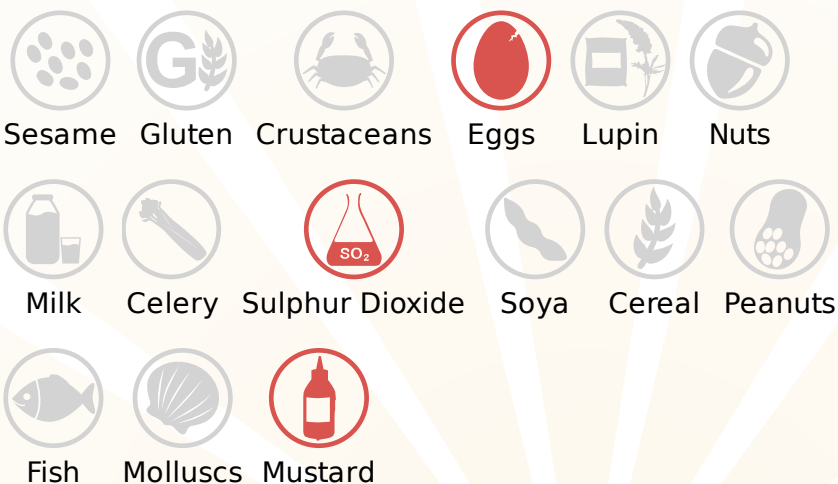 G
Sesame Gluten Crustaceans Eggs Lupin Nuts
SO₂
Milk Celery Sulphur Dioxide Soya Cereal Peanuts
Fish Molluscs Mustard